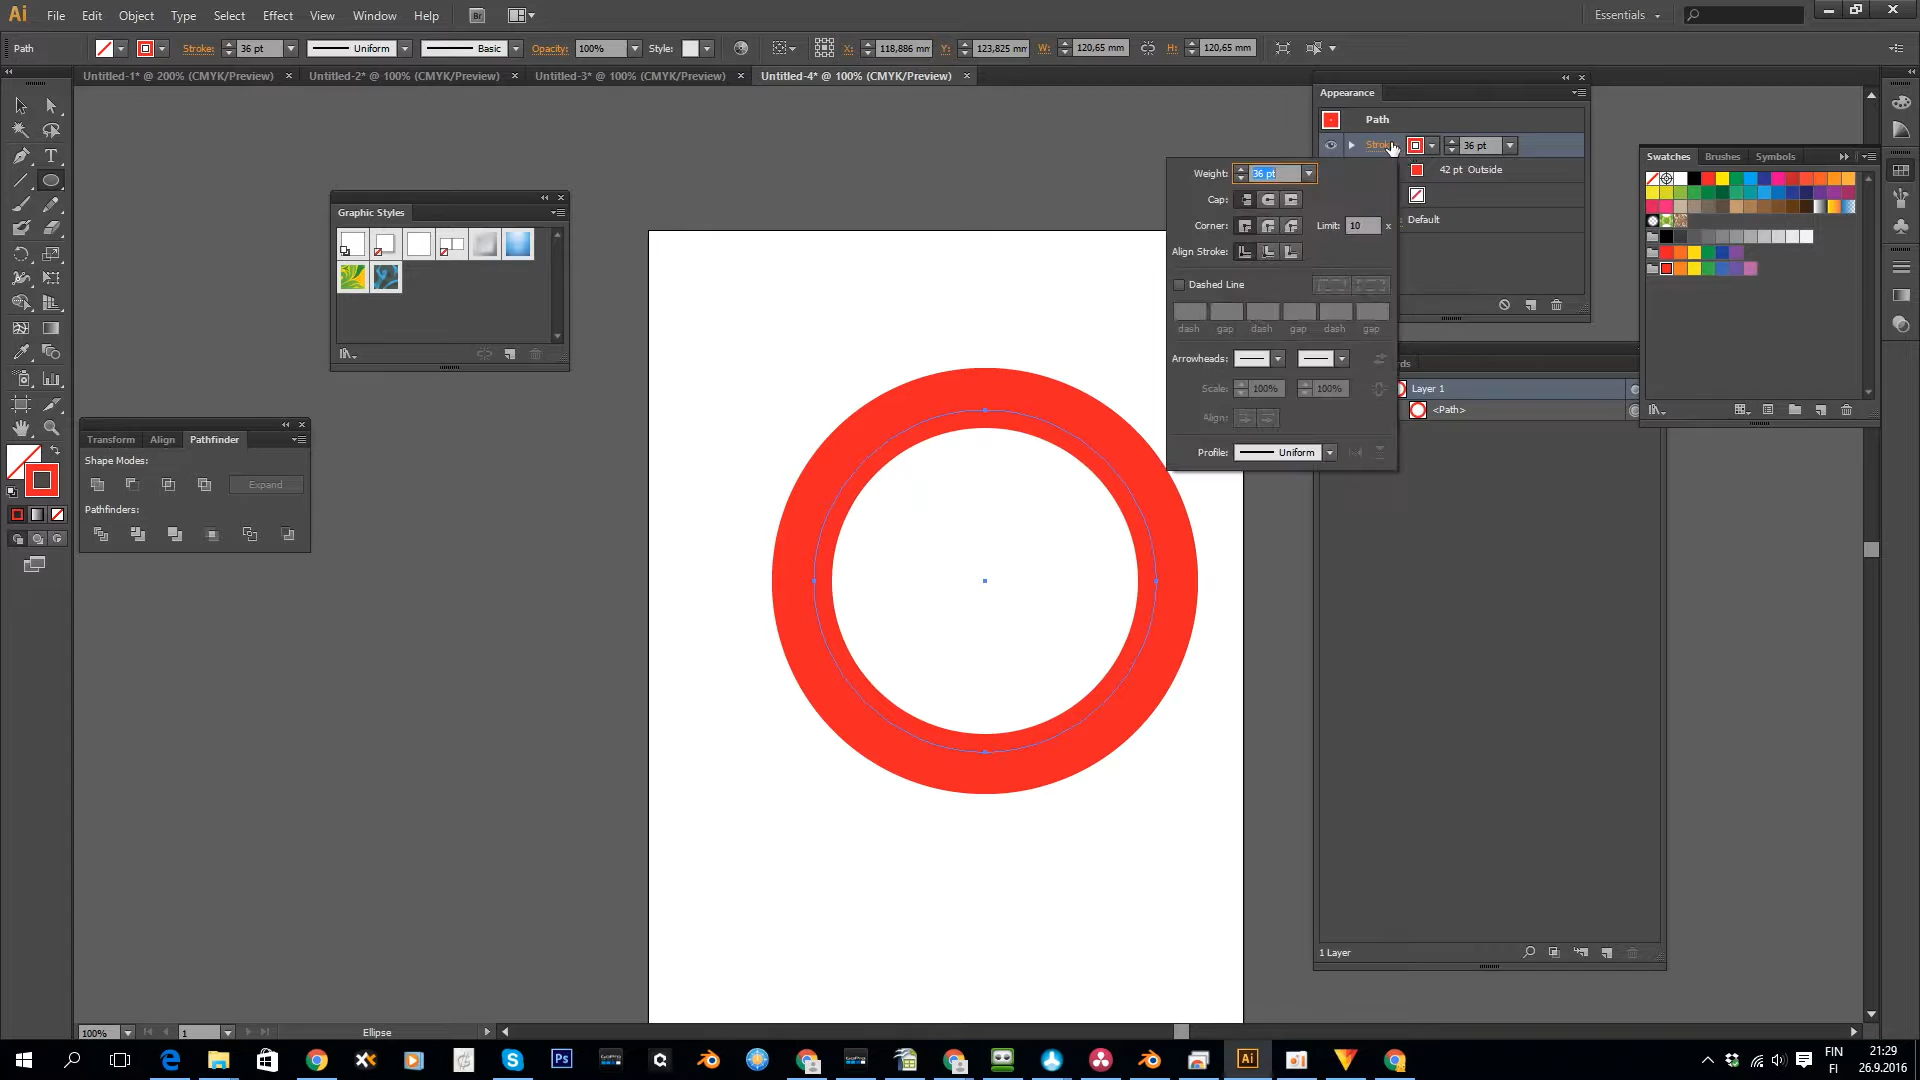 Ai File Edit Object Type Select Effect View Window Help Br Essentials
Path Stroke: 36 pt Uniform Basic Opacity: 100% Style: X: 118,886 mm Y: 123,825 mm W: 120,65 mm H: 120,65 mm
Untitled-1* @ 200% (CMYK/Preview) × Untitled-2* @ 100% (CMYK/Preview) × Untitled-3* @ 100% (CMYK/Preview) × Untitled-4* @ 100% (CMYK/Preview) ×
Appearance
Path
Stroke 36 pt
42 pt Outside
Default
Weight: 36 pt
Cap:
Corner: Limit: 10 x
Align Stroke:
Dashed Line
dash gap dash gap dash gap
Arrowheads:
Scale: 100% 100%
Align:
Profile: Uniform
Swatches Brushes Symbols
Graphic Styles
Transform Align Pathfinder
Shape Modes:
Expand
Pathfinders:
Layer 1
<Path>
1 Layer
100% 1 Ellipse
Ps GoPro GoPro Ai
FIN
FI
21:29
26.9.2016